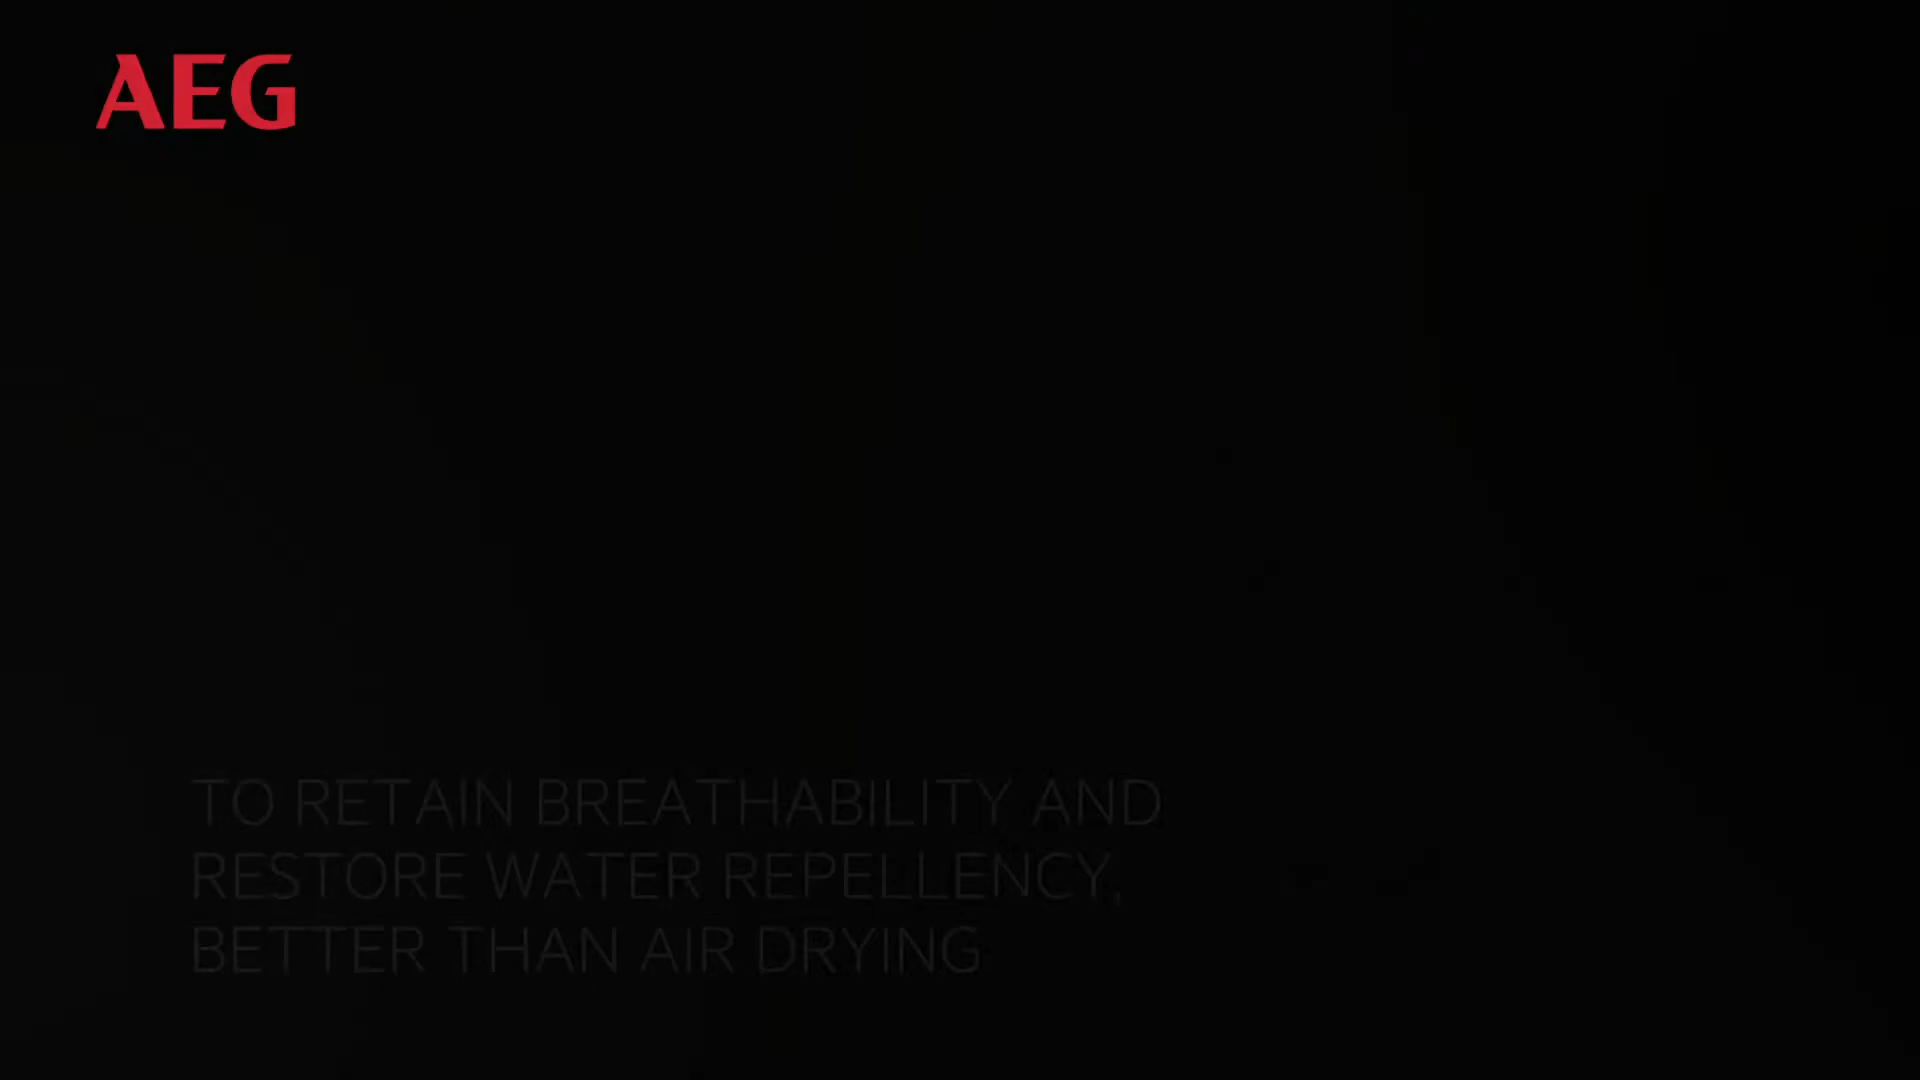 AEG
TO RETAIN BREATHABILITY AND
RESTORE WATER REPELLENCY,
BETTER THAN AIR DRYING